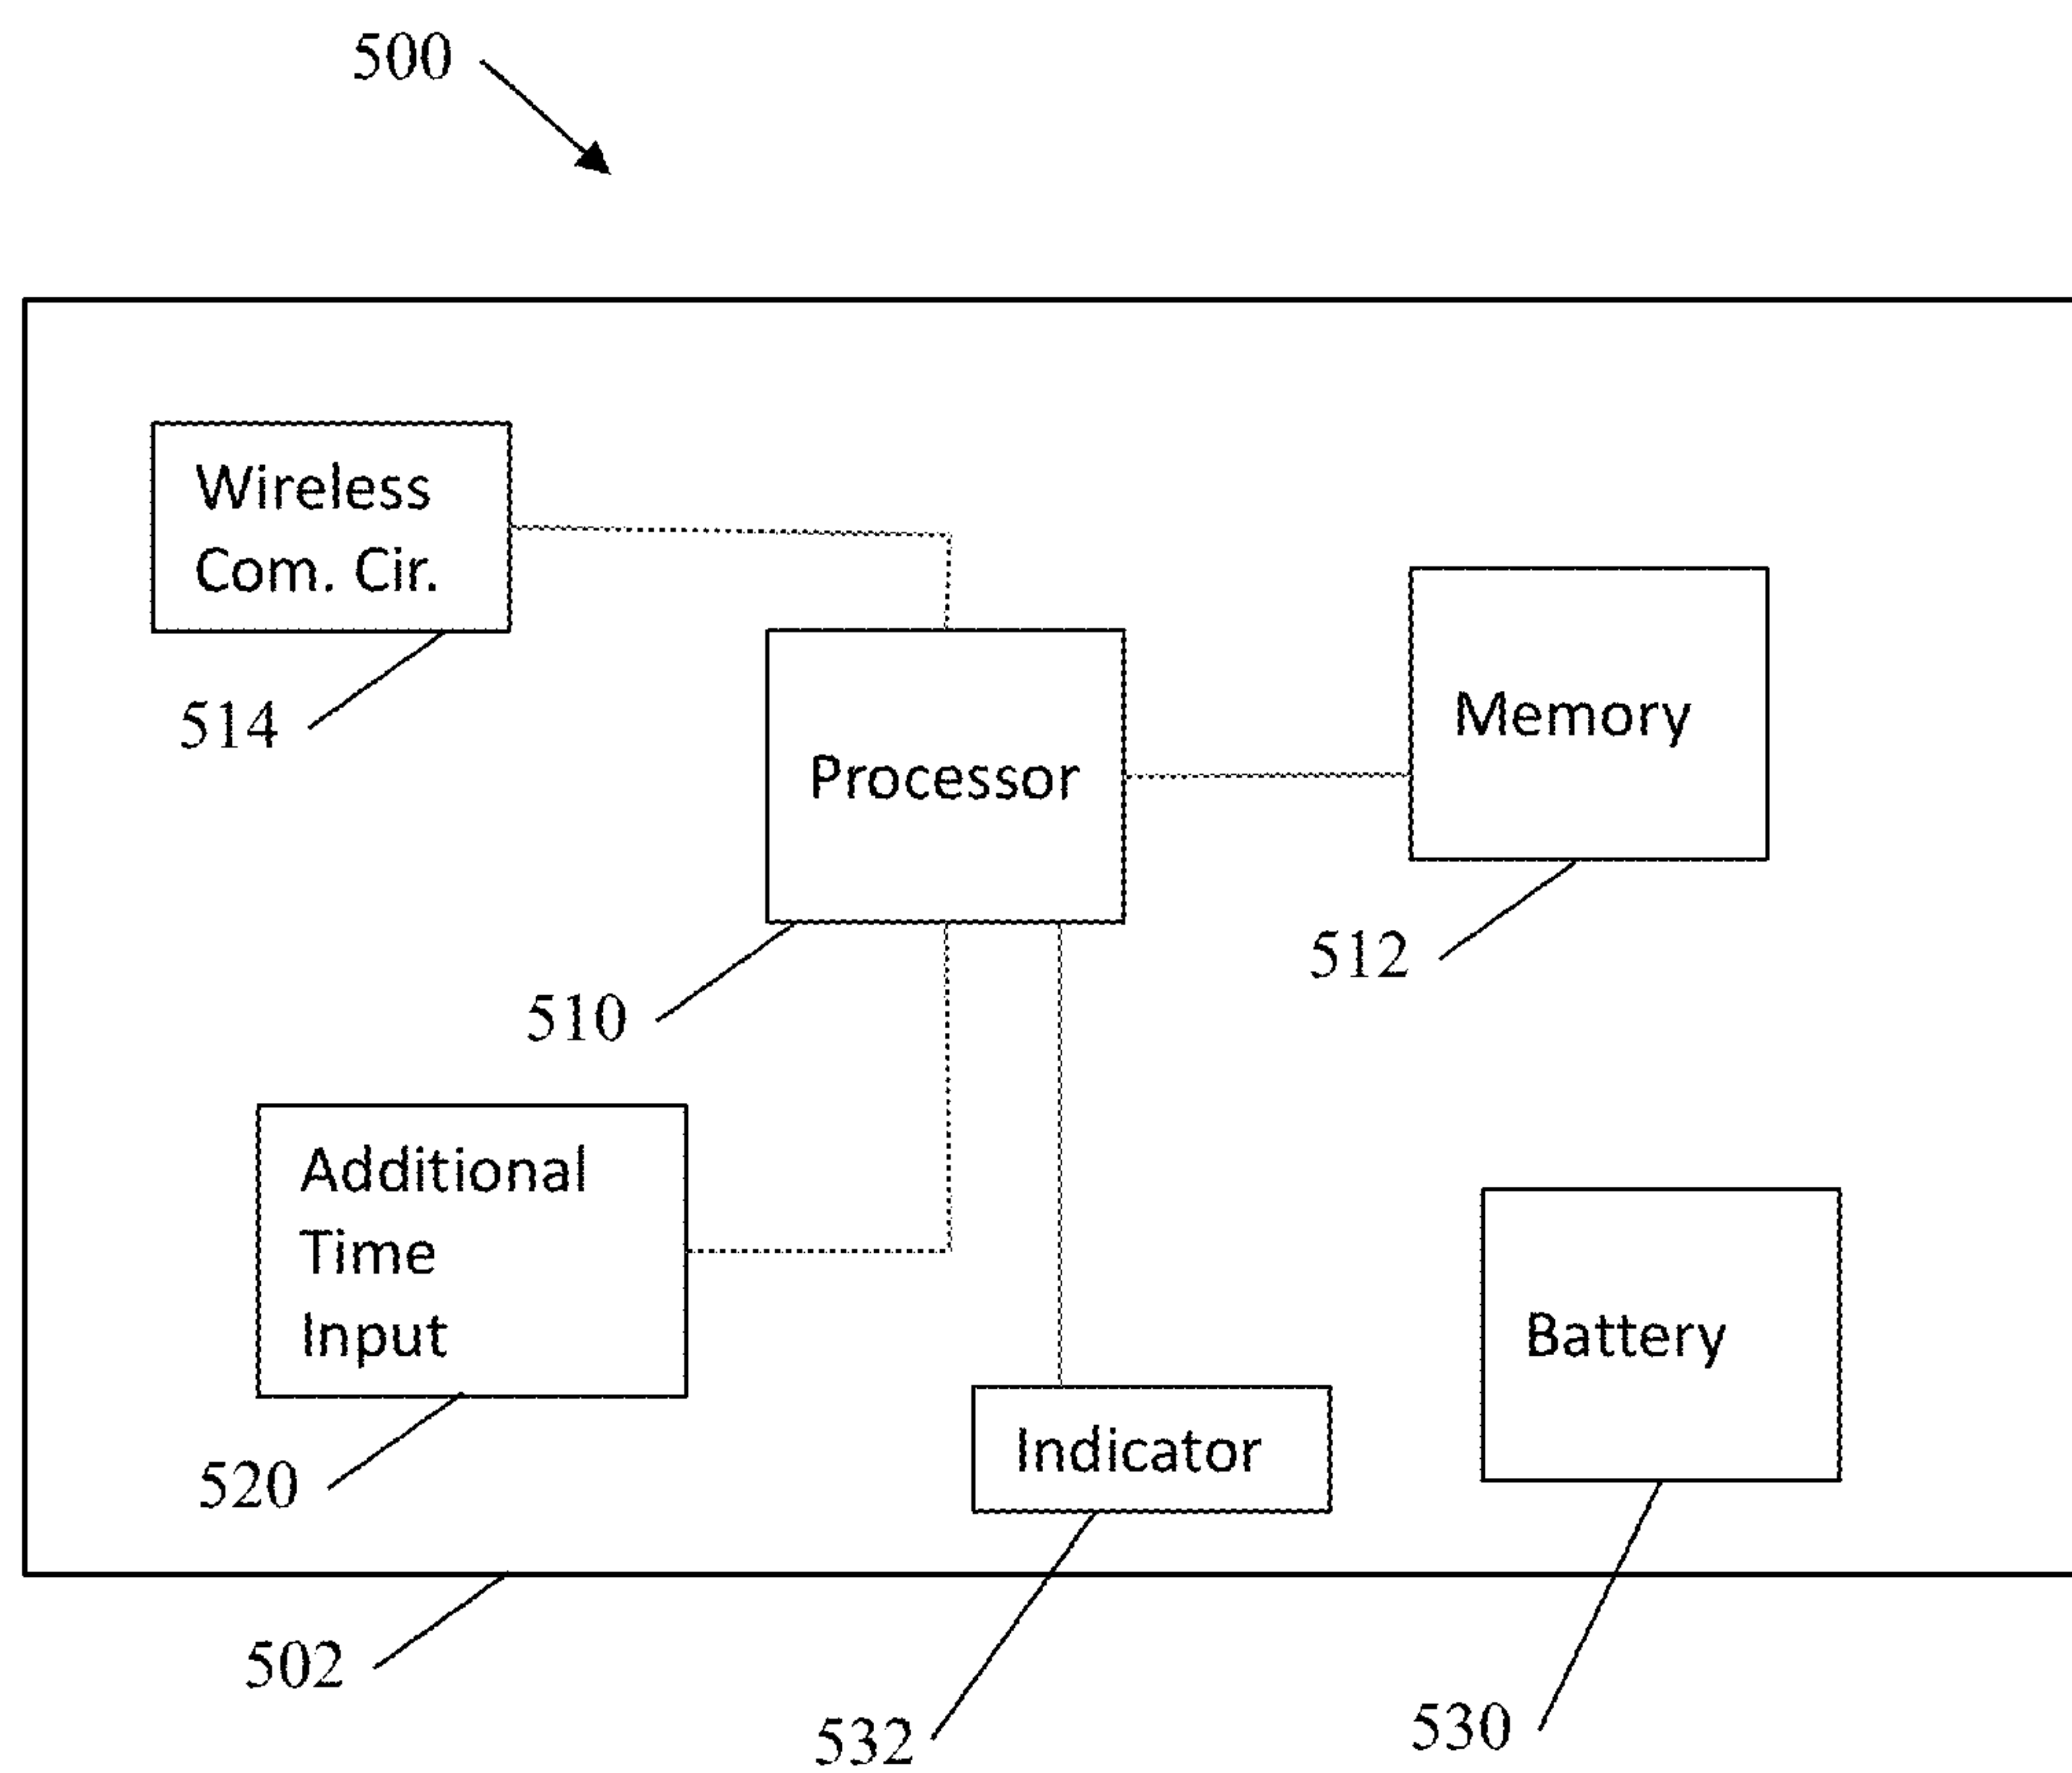 500
Wireless
Com. Cir.
514
Processor
Memory
512
510
Additional
Time
Input
Battery
Indicator
520
502
532
530